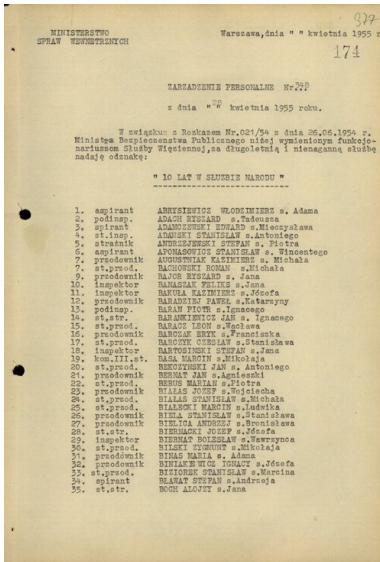 377
MINISTERSTWO
SPRAW WEWNĘTRZNYCH
Warszawa, dnia " " kwietnia 1955 r
174
ZARZĄDZENIE PERSONALNE Nr.
z dnia " " kwietnia 1955 roku.
W związku z Rozkazem Nr.021/54 z dnia 26.06.1954 r.
Ministra Bezpieczeństwa Publicznego niżej wymienionym funkcjo-
nariuszom Służby Więziennej, za długoletnią i nienaganną służbę
nadaję odznakę:
" 10 LAT W SŁUŻBIE NARODU "
1. aspirant ABRYSIEWICZ WŁODZIMIERZ s. Adama
2. podinsp. ADACH RYSZARD s. Tadeusza
3. spirant ADAMCZEWSKI EDWARD s.Mieczysława
4. st.insp. ADAMSKI STANISŁAW s.Antoniego
5. strażnik ANDRZEJEWSKI STEFAN s. Piotra
6. aspirant APONASOWICZ STANISŁAW s. Wincentego
7. przodownik AUGUSTNIAK KAZIMIERZ s. Michała
7. st.przod. BACHOWSKI ROMAN s.Michała
9. przodownik BAJOR RYSZARD s. Jana
10. inspektor BANASZAK FELIKS s.Jana
11. inspektor BAKUŁA KAZIMIERZ s.Józefa
12. przodownik BARADZIEJ PAWEŁ s.Katarzyny
13. podinsp. BARAM PIOTR s.Ignacego
14. st.str. BARANKIEWICZ JAN s. Ignacego
15. st.przod. BARACZ LEON s.Wacława
16. przodownik BARCZAK ERYK s.Franciszka
17. st.przod. BARCZYK CZESŁAW s.Stanisława
18. inspektor BARTOSIŃSKI STEFAN s.Jana
19. kom.III.st. BASA MARCIN s.Mikołaja
20. st.przod. BEKCZYŃSKI JAN s. Antoniego
21. przodownik BERNAT JAN s.Agnieszki
22. st.przod. BERUS MARIAN s.Piotra
23. przodownik BIAŁAS JÓZEF s.Wojciecha
24. st.przod. BIAŁAS STANISŁAW s.Michała
25. st.przod. BIAŁECKI MARCIN s.Ludwika
26. przodownik BIELA STANISŁAW s.Stanisława
27. przodownik BIELICA ANDRZEJ s.Bronisława
28. st.str. BIERNACKI JÓZEF s.Józefa
29. inspektor BIERNAT BOLESŁAW s.Wawrzyńca
30. st.przod. BILSKI ZYGMUNT s.Mikołaja
31. przodownik BINAS MARIA s. Adama
32. przodownik BINIAKIEWICZ IGNACY s.Józefa
33. st.przod. BIZIOREK STANISŁAW s.Marcina
34. spirant BŁAWAT STEFAN s.Andrzeja
35. st.str. BOCH ALOJZY s.Jana